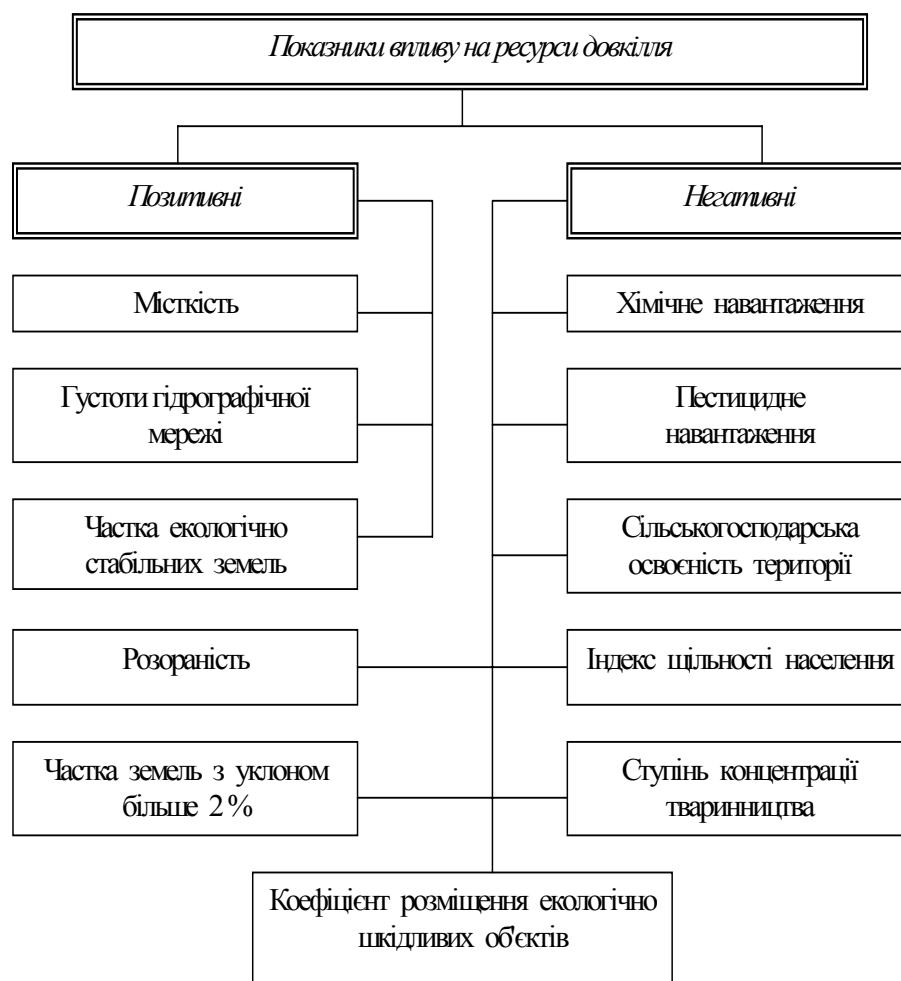 Показники впливу на ресурси довкілля
Позитивні
Негативні
Місткість
Хімічне навантаження
Густоти гідрографічної
мережі
Пестицидне
навантаження
Частка екологічно
стабільних земель
Сільськогосподарська
освоєність території
Розораність
Індекс щільності населення
Частка земель з уклоном
більше 2%
Ступінь концентрації
тваринництва
Коефіцієнт розміщення екологічно
шкідливих об'єктів